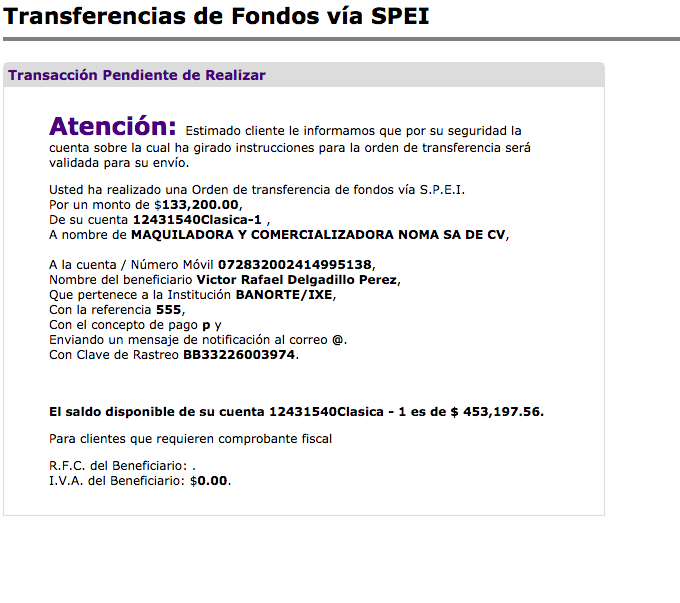 Transferencias de Fondos vía SPEI
Transacción Pendiente de Realizar
Atención: Estimado cliente le informamos que por su seguridad la
cuenta sobre la cual ha girado instrucciones para la orden de transferencia será
validada para su envío.
Usted ha realizado una Orden de transferencia de fondos vía S.P.E.I.
Por un monto de $133,200.00,
De su cuenta 12431540Clasica-1 ,
A nombre de MAQUILADORA Y COMERCIALIZADORA NOMA SA DE CV,
A la cuenta / Número Móvil 072832002414995138,
Nombre del beneficiario Victor Rafael Delgadillo Perez,
Que pertenece a la Institución BANORTE/IXE,
Con la referencia 555,
Con el concepto de pago p y
Enviando un mensaje de notificación al correo @.
Con Clave de Rastreo BB33226003974.
El saldo disponible de su cuenta 12431540Clasica - 1 es de $ 453,197.56.
Para clientes que requieren comprobante fiscal
R.F.C. del Beneficiario: .
I.V.A. del Beneficiario: $0.00.